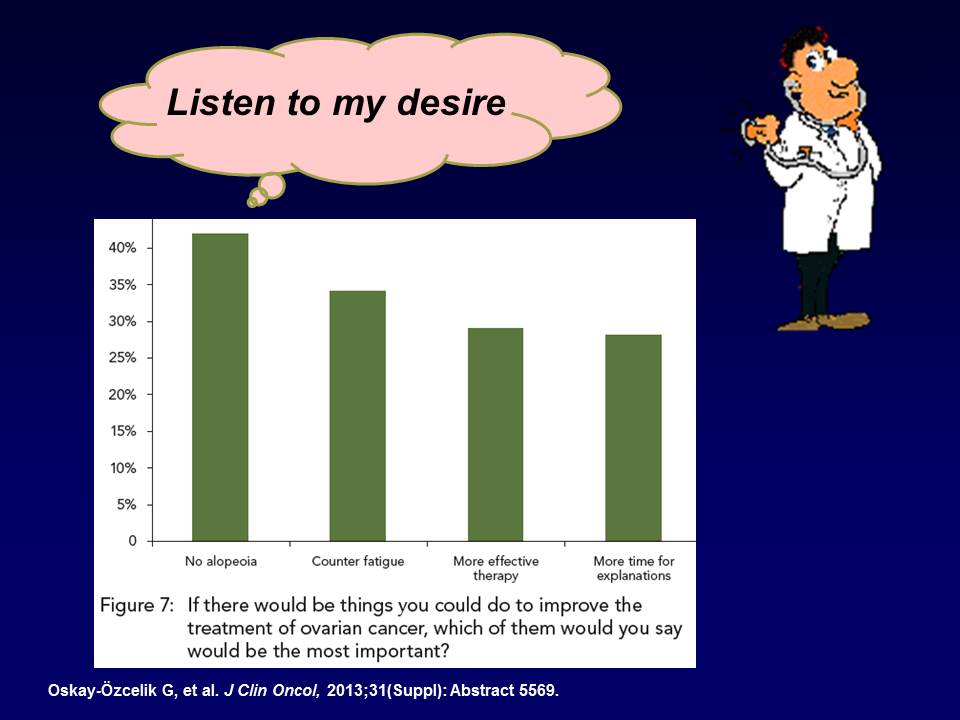 Listen to my desire
40%
35%
30%
25%
20%
15%
10%
5%
0
No alopeoia
Counter fatigue
More effective
therapy
More time for
explanations
Figure 7: If there would be things you could do to improve the
treatment of ovarian cancer, which of them would you say
would be the most important?
Oskay-Özcelik G, et al. J Clin Oncol, 2013;31(Suppl): Abstract 5569.